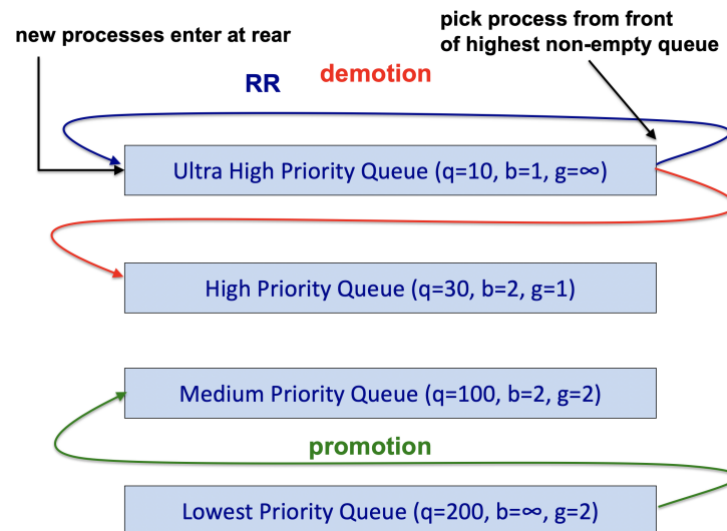 new processes enter at rear
pick process from front
of highest non-empty queue
RR
demotion
Ultra High Priority Queue (q=10, b=1, g=∞)
High Priority Queue (q=30, b=2, g=1)
Medium Priority Queue (q=100, b=2, g=2)
promotion
Lowest Priority Queue (q=200, b=∞, g=2)